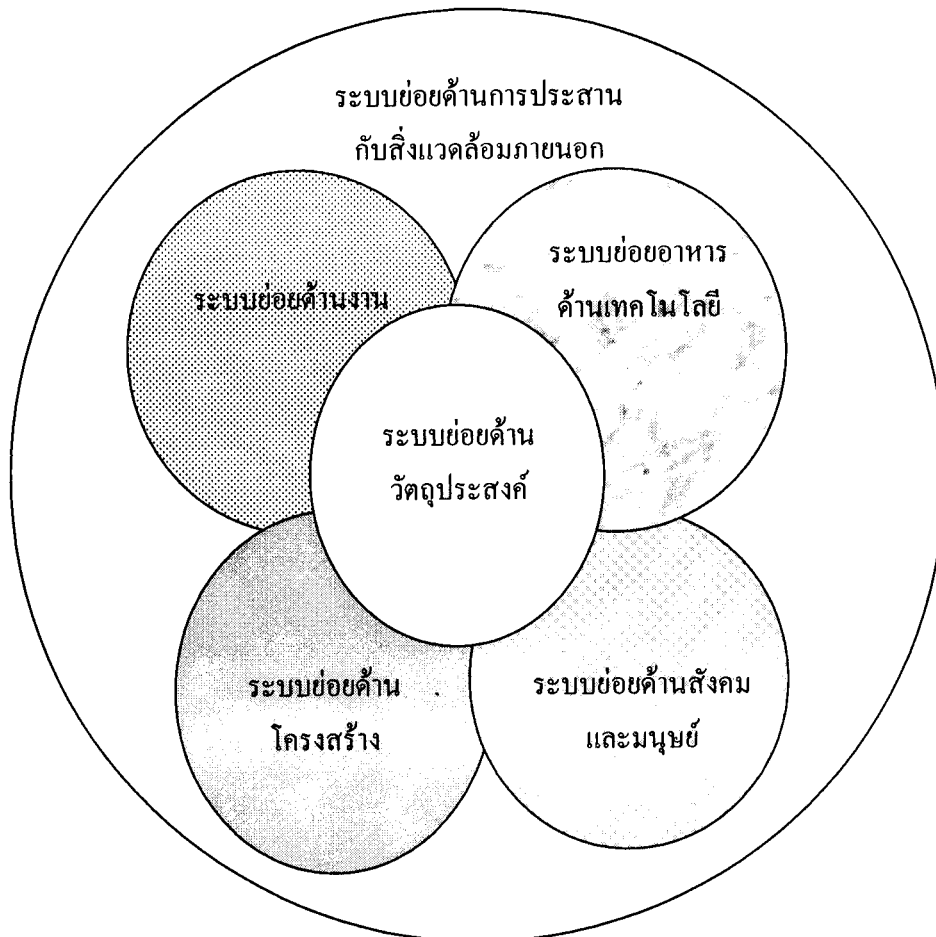 ระบบย่อยด้านการประสาน
กับสิ่งแวดล้อมภายนอก
ระบบย่อยด้านงาน
ระบบย่อยอาหาร
ด้านเทคโนโลยี
ระบบย่อยด้าน
วัตถุประสงค์
ระบบย่อยด้าน
โครงสร้าง
ระบบย่อยด้านสังคม
และมนุษย์